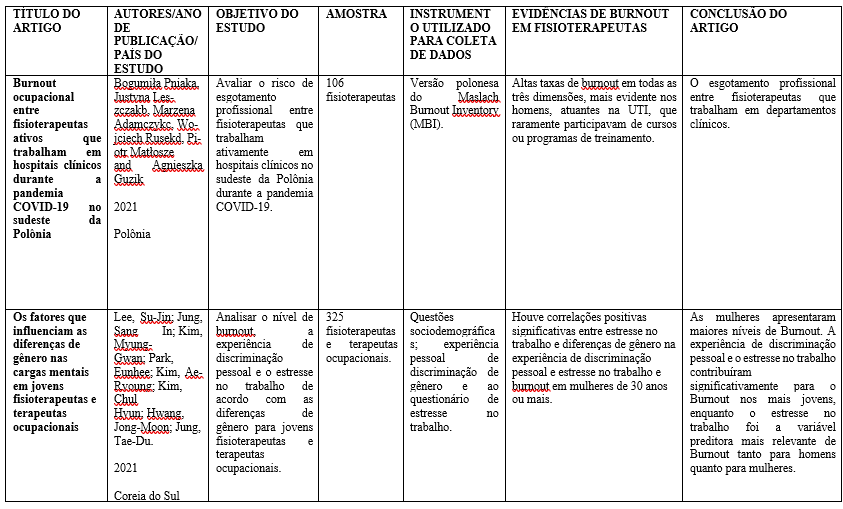 TÍTULO DO
ARTIGO
AUTORES/ANO
DE
PUBLICAÇÃO/
PAÍS DO
ESTUDO
OBJETIVO DO
ESTUDO
AMOSTRA
INSTRUMENT
O UTILIZADO
PARA COLETA
DE DADOS
EVIDÊNCIAS DE BURNOUT
EM FISIOTERAPEUTAS
CONCLUSÃO DO
ARTIGO
Burnout
ocupacional
entre
fisioterapeutas
ativos que
trabalham em
hospitais clínicos
durante a
pandemia
COVID-19 no
sudeste da
Polônia
Bogumiła Pniaka,
Justyna Les-
zczakb, Marzena
Adamczykc, Wo-
jciech Rusekd, Pi-
otr Matłosze
and Agnieszka
Guzik
2021
Polônia
Avaliar o risco de
esgotamento
profissional entre
fisioterapeutas que
trabalham
ativamente em
hospitais clínicos no
sudeste da Polônia
durante a pandemia
COVID-19.
106
fisioterapeutas
Versão polonesa
do Maslach
Burnout Inventory
(MBI).
Altas taxas de burnout em todas as
três dimensões, mais evidente nos
homens, atuantes na UTI, que
raramente participavam de cursos
ou programas de treinamento.
O esgotamento profissional
entre fisioterapeutas que
trabalham em departamentos
clínicos.
Os fatores que
influenciam as
diferenças de
gênero nas
cargas mentais
em jovens
fisioterapeutas e
terapeutas
ocupacionais
Lee, Su-Jin; Jung,
Sang In; Kim,
Myung-
Gwan; Park,
Eunhee; Kim, Ae-
Ryoung; Kim,
Chul
Hyun; Hwang,
Jong-Moon; Jung,
Tae-Du.
2021
Coreia do Sul
Analisar o nível de
burnout, a
experiência de
discriminação
pessoal e o estresse
no trabalho de
acordo com as
diferenças de
gênero para jovens
fisioterapeutas e
terapeutas
ocupacionais.
325
fisioterapeutas
e terapeutas
ocupacionais.
Questões
sociodemográfica
s; experiência
pessoal de
discriminação de
gênero e ao
questionário de
estresse no
trabalho.
Houve correlações positivas
significativas entre estresse no
trabalho e diferenças de gênero na
experiência de discriminação
pessoal e estresse no trabalho e
burnout em mulheres de 30 anos
ou mais.
As mulheres apresentaram
maiores níveis de Burnout. A
experiência de discriminação
pessoal e o estresse no trabalho
contribuíram
significativamente para o
Burnout nos mais jovens,
enquanto o estresse no
trabalho foi a variável
preditora mais relevante de
Burnout tanto para homens
quanto para mulheres.